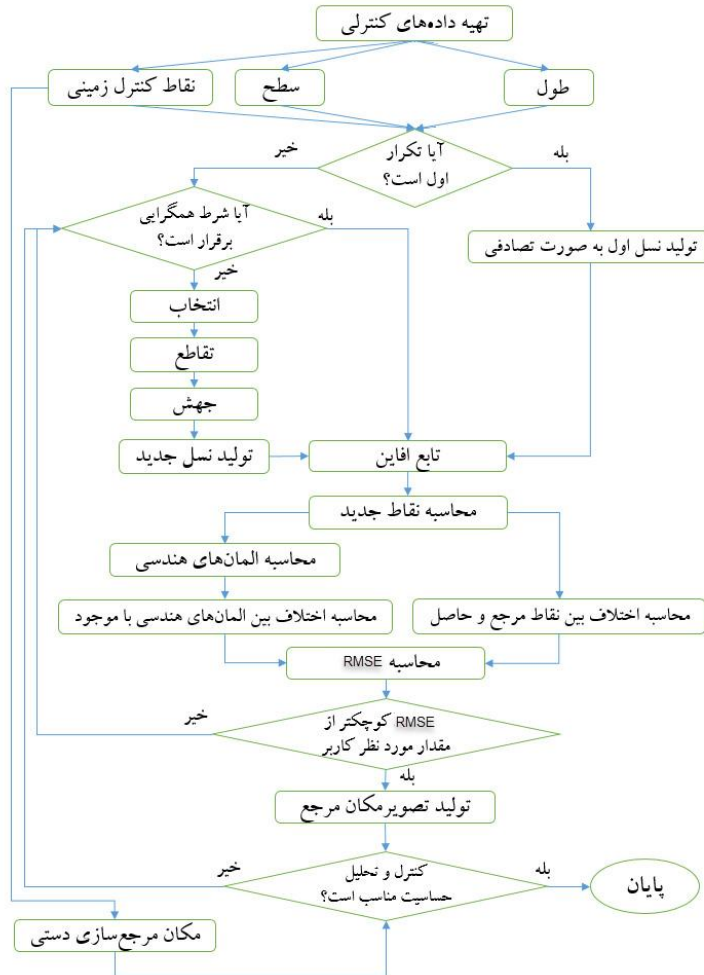 تهیه داده‌های کنترلی
طول
سطح
نقاط کنترل زمینی
آیا تکرار
اول است؟
بله
خیر
آیا شرط همگرایی
برقرار است؟
بله
خیر
تولید نسل اول به صورت تصادفی
انتخاب
تقاطع
جهش
تولید نسل جدید
تابع افاین
محاسبه نقاط جدید
محاسبه المان‌های هندسی
محاسبه اختلاف بین نقاط مرجع و حاصل
محاسبه اختلاف بین المان‌های هندسی با موجود
محاسبه RMSE
RMSE کوچکتر از
مقدار مورد نظر کاربر
خیر
بله
تولید تصویرمکان مرجع
کنترل و تحلیل
حساسیت مناسب است؟
بله
خیر
پایان
مکان مرجع‌سازی دستی